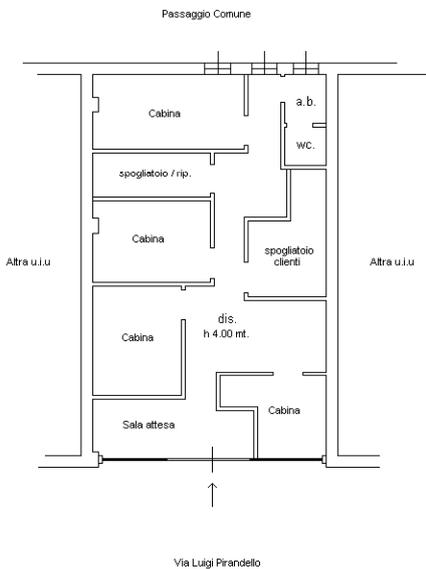 Passaggio Comune
a.b.
Cabina
wc.
spogliatoio / rip.
Cabina
spogliatoio
clienti
Altra u.i.u
Altra u.i.u
dis.
h 4.00 mt.
Cabina
Cabina
Sala attesa
Via Luigi Pirandello